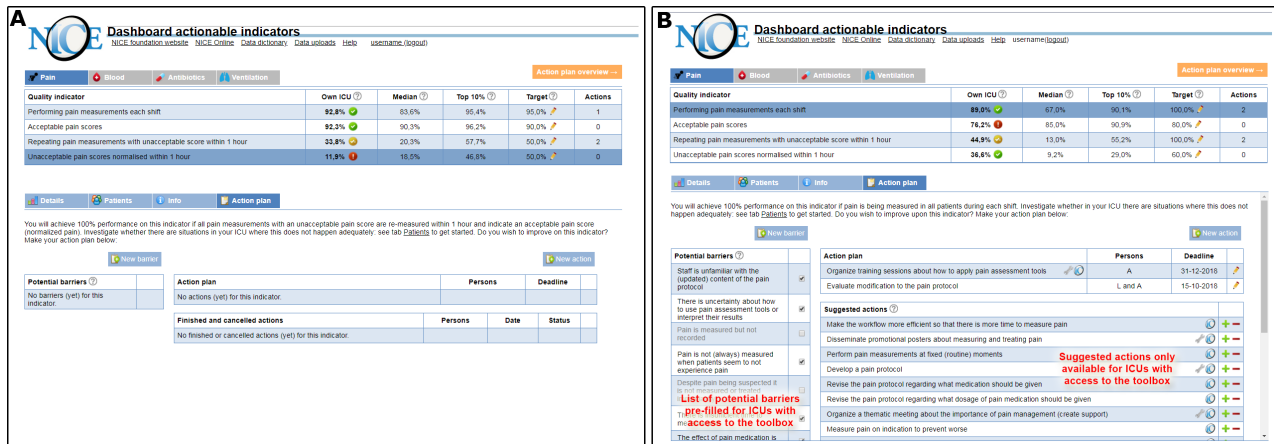 A
NICE
Dashboard actionable indicators
NICE foundation website NICE Online Data dictionary Data uploads Help username (logout)
Action plan overview →
Pain Blood Antibiotics Ventilation
Quality indicator Own ICU Median Top 10% Target Actions
Performing pain measurements each shift 92,8% 83,6% 95,4% 95,0% 1
Acceptable pain scores 92,3% 90,3% 96,2% 90,0% 0
Repeating pain measurements with unacceptable score within 1 hour 33,8% 20,3% 57,7% 50,0% 2
Unacceptable pain scores normalised within 1 hour 11,9% 18,5% 46,8% 50,0% 0
Details Patients Info Action plan
You will achieve 100% performance on this indicator if all pain measurements with an unacceptable pain score are re-measured within 1 hour and indicate an acceptable pain score
(normalized pain). Investigate whether there are situations in your ICU where this does not happen adequately: see tab Patients to get started. Do you wish to improve on this indicator?
Make your action plan below:
New barrier New action
Potential barriers
No barriers (yet) for this
indicator.
Action plan Persons Deadline
No actions (yet) for this indicator.
Finished and cancelled actions Persons Date Status
No finished or cancelled actions (yet) for this indicator.
B
NICE
Dashboard actionable indicators
NICE foundation website NICE Online Data dictionary Data uploads Help username(logout)
Action plan overview →
Pain Blood Antibiotics Ventilation
Quality indicator Own ICU Median Top 10% Target Actions
Performing pain measurements each shift 89,0% 67,0% 90,1% 100,0% 2
Acceptable pain scores 76,2% 85,0% 90,9% 80,0% 0
Repeating pain measurements with unacceptable score within 1 hour 44,9% 13,0% 55,2% 100,0% 2
Unacceptable pain scores normalised within 1 hour 36,6% 9,2% 29,0% 60,0% 0
Details Patients Info Action plan
You will achieve 100% performance on this indicator if pain is being measured in all patients during each shift. Investigate whether in your ICU there are situations where this does not
happen adequately: see tab Patients to get started. Do you wish to improve upon this indicator? Make your action plan below:
New barrier New action
Potential barriers
Staff is unfamiliar with the
(updated) content of the pain
protocol
There is uncertainty about how
to use pain assessment tools or
interpret their results
Pain is measured but not
recorded
Pain is not (always) measured
when patients seem to not
experience pain
Despite pain being suspected it
is not measured or treated
List of potential barriers
pre-filled for ICUs with
access to the toolbox
The effect of pain medication is
Action plan Persons Deadline
Organize training sessions about how to apply pain assessment tools A 31-12-2018
Evaluate modification to the pain protocol L and A 15-10-2018
Suggested actions
Make the workflow more efficient so that there is more time to measure pain
Disseminate promotional posters about measuring and treating pain
Perform pain measurements at fixed (routine) moments
Develop a pain protocol
Revise the pain protocol regarding what medication should be given
Revise the pain protocol regarding what dosage of pain medication should be given
Organize a thematic meeting about the importance of pain management (create support)
Measure pain on indication to prevent worse
Suggested actions only
available for ICUs with
access to the toolbox